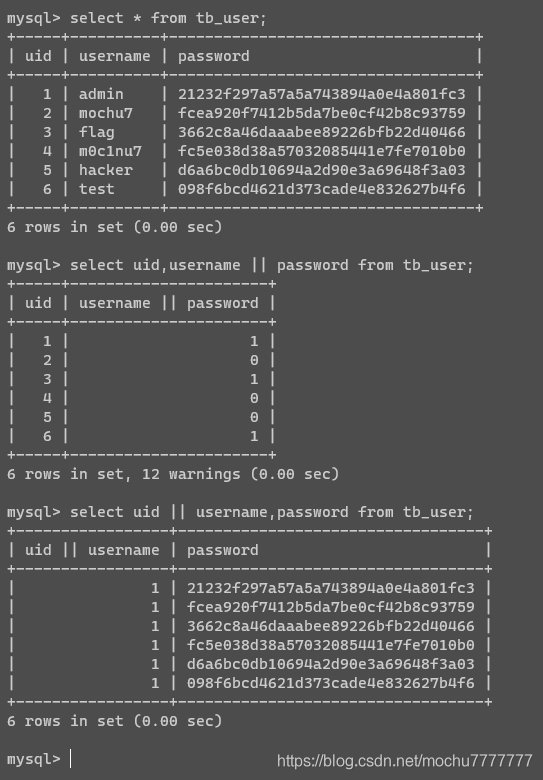 mysql> select * from tb_user;
+-----+----------+----------------------------------+
| uid | username | password                         |
+-----+----------+----------------------------------+
|   1 | admin    | 21232f297a57a5a743894a0e4a801fc3 |
|   2 | mochu7   | fcea920f7412b5da7be0cf42b8c93759 |
|   3 | flag     | 3662c8a46daaabee89226bfb22d40466 |
|   4 | m0c1nu7  | fc5e038d38a57032085441e7fe7010b0 |
|   5 | hacker   | d6a6bc0db10694a2d90e3a69648f3a03 |
|   6 | test     | 098f6bcd4621d373cade4e832627b4f6 |
+-----+----------+----------------------------------+
6 rows in set (0.00 sec)
mysql> select uid,username || password from tb_user;
+-----+----------------------+
| uid | username || password |
+-----+----------------------+
|   1 |                    1 |
|   2 |                    0 |
|   3 |                    1 |
|   4 |                    0 |
|   5 |                    0 |
|   6 |                    1 |
+-----+----------------------+
6 rows in set, 12 warnings (0.00 sec)
mysql> select uid || username,password from tb_user;
+-----------------+----------------------------------+
| uid || username | password                         |
+-----------------+----------------------------------+
|               1 | 21232f297a57a5a743894a0e4a801fc3 |
|               1 | fcea920f7412b5da7be0cf42b8c93759 |
|               1 | 3662c8a46daaabee89226bfb22d40466 |
|               1 | fc5e038d38a57032085441e7fe7010b0 |
|               1 | d6a6bc0db10694a2d90e3a69648f3a03 |
|               1 | 098f6bcd4621d373cade4e832627b4f6 |
+-----------------+----------------------------------+
6 rows in set (0.00 sec)
mysql>
https://blog.csdn.net/mochu7777777